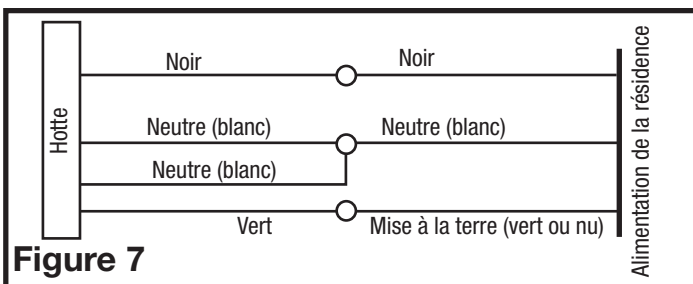 Noir
Noir
Neutre (blanc)
Neutre (blanc)
Neutre (blanc)
Vert
Mise à la terre (vert ou nu)
Hotte
Alimentation de la résidence
Figure 7